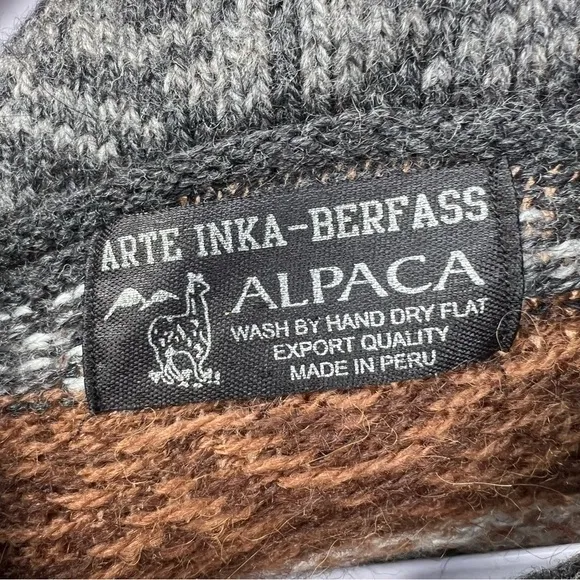 ARTE INKA-BERFASS
ALPACA
WASH BY HAND DRY FLAT
EXPORT QUALITY
MADE IN PERU